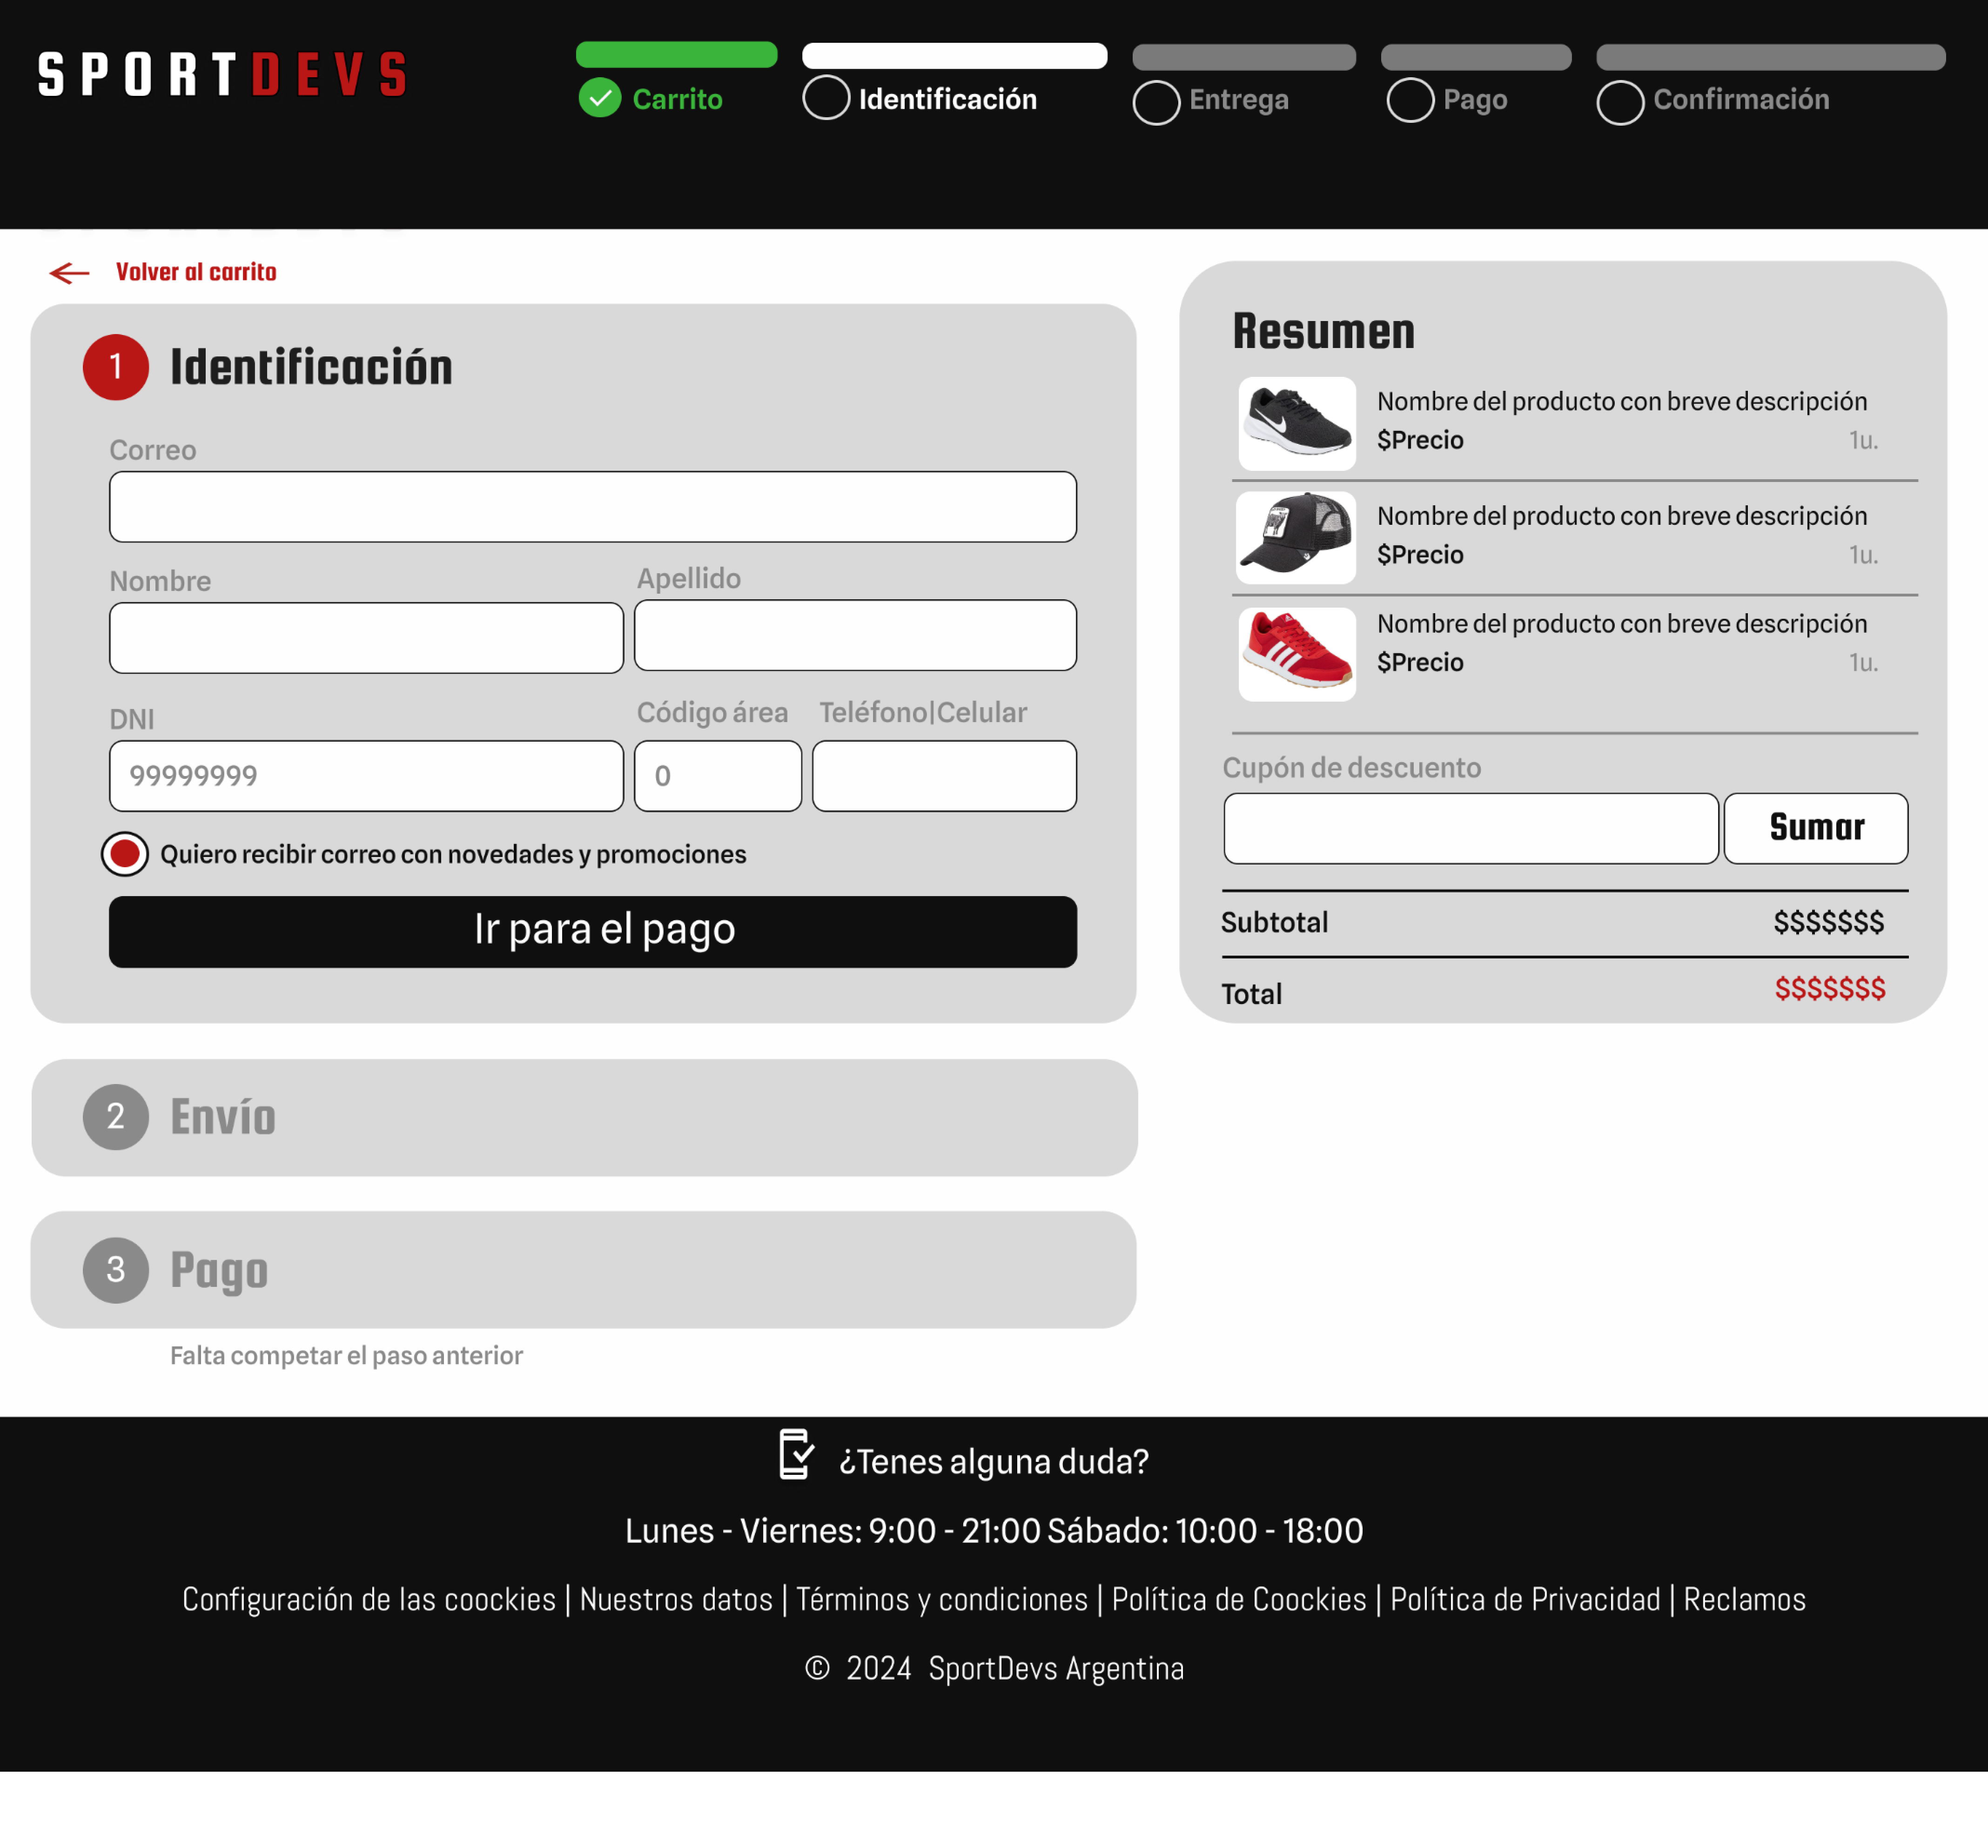 SPORTDEVS
Carrito
Identificación
Entrega
Pago
Confirmación
Volver al carrito
1 Identificación
Correo
Nombre
Apellido
DNI
Código área
Teléfono|Celular
99999999
0
Quiero recibir correo con novedades y promociones
Ir para el pago
2 Envío
3 Pago
Falta competar el paso anterior
Resumen
Nombre del producto con breve descripción
$Precio 1u.
Nombre del producto con breve descripción
$Precio 1u.
Nombre del producto con breve descripción
$Precio 1u.
Cupón de descuento
Sumar
Subtotal $$$$$$$
Total $$$$$$$
¿Tenes alguna duda?
Lunes - Viernes: 9:00 - 21:00 Sábado: 10:00 - 18:00
Configuración de las coockies | Nuestros datos | Términos y condiciones | Política de Coockies | Política de Privacidad | Reclamos
© 2024 SportDevs Argentina